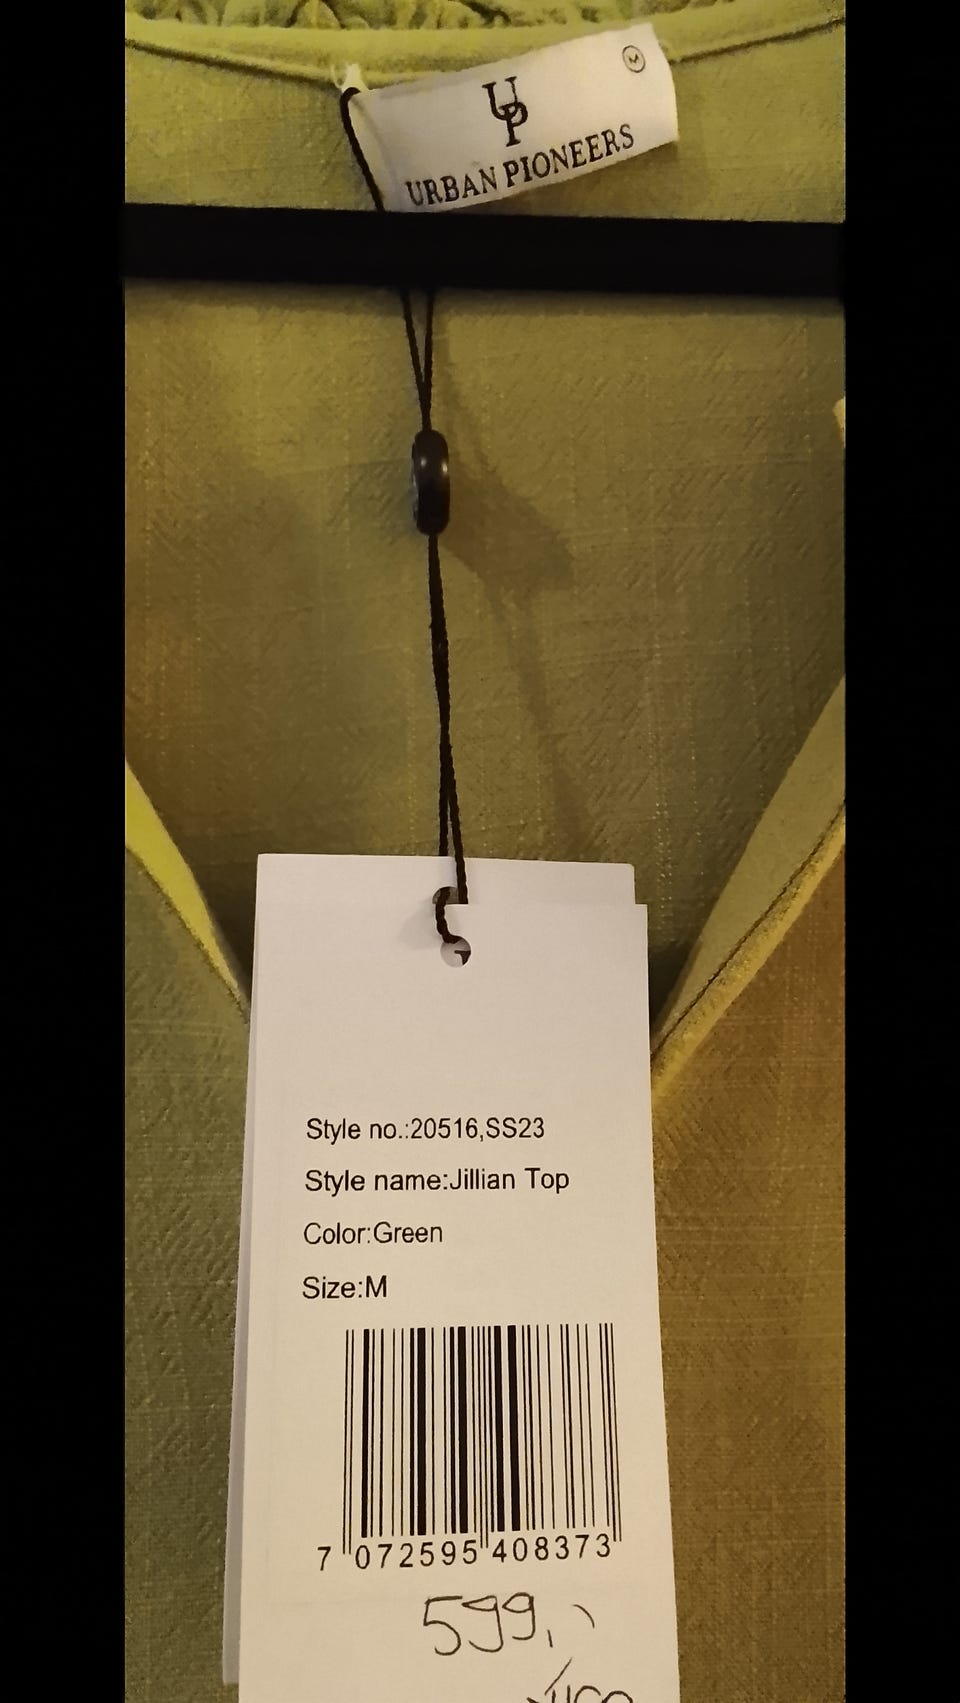 M
UP
URBAN PIONEERS
Style no.:20516,SS23
Style name:Jillian Top
Color:Green
Size:M
7 072595 408373
599,